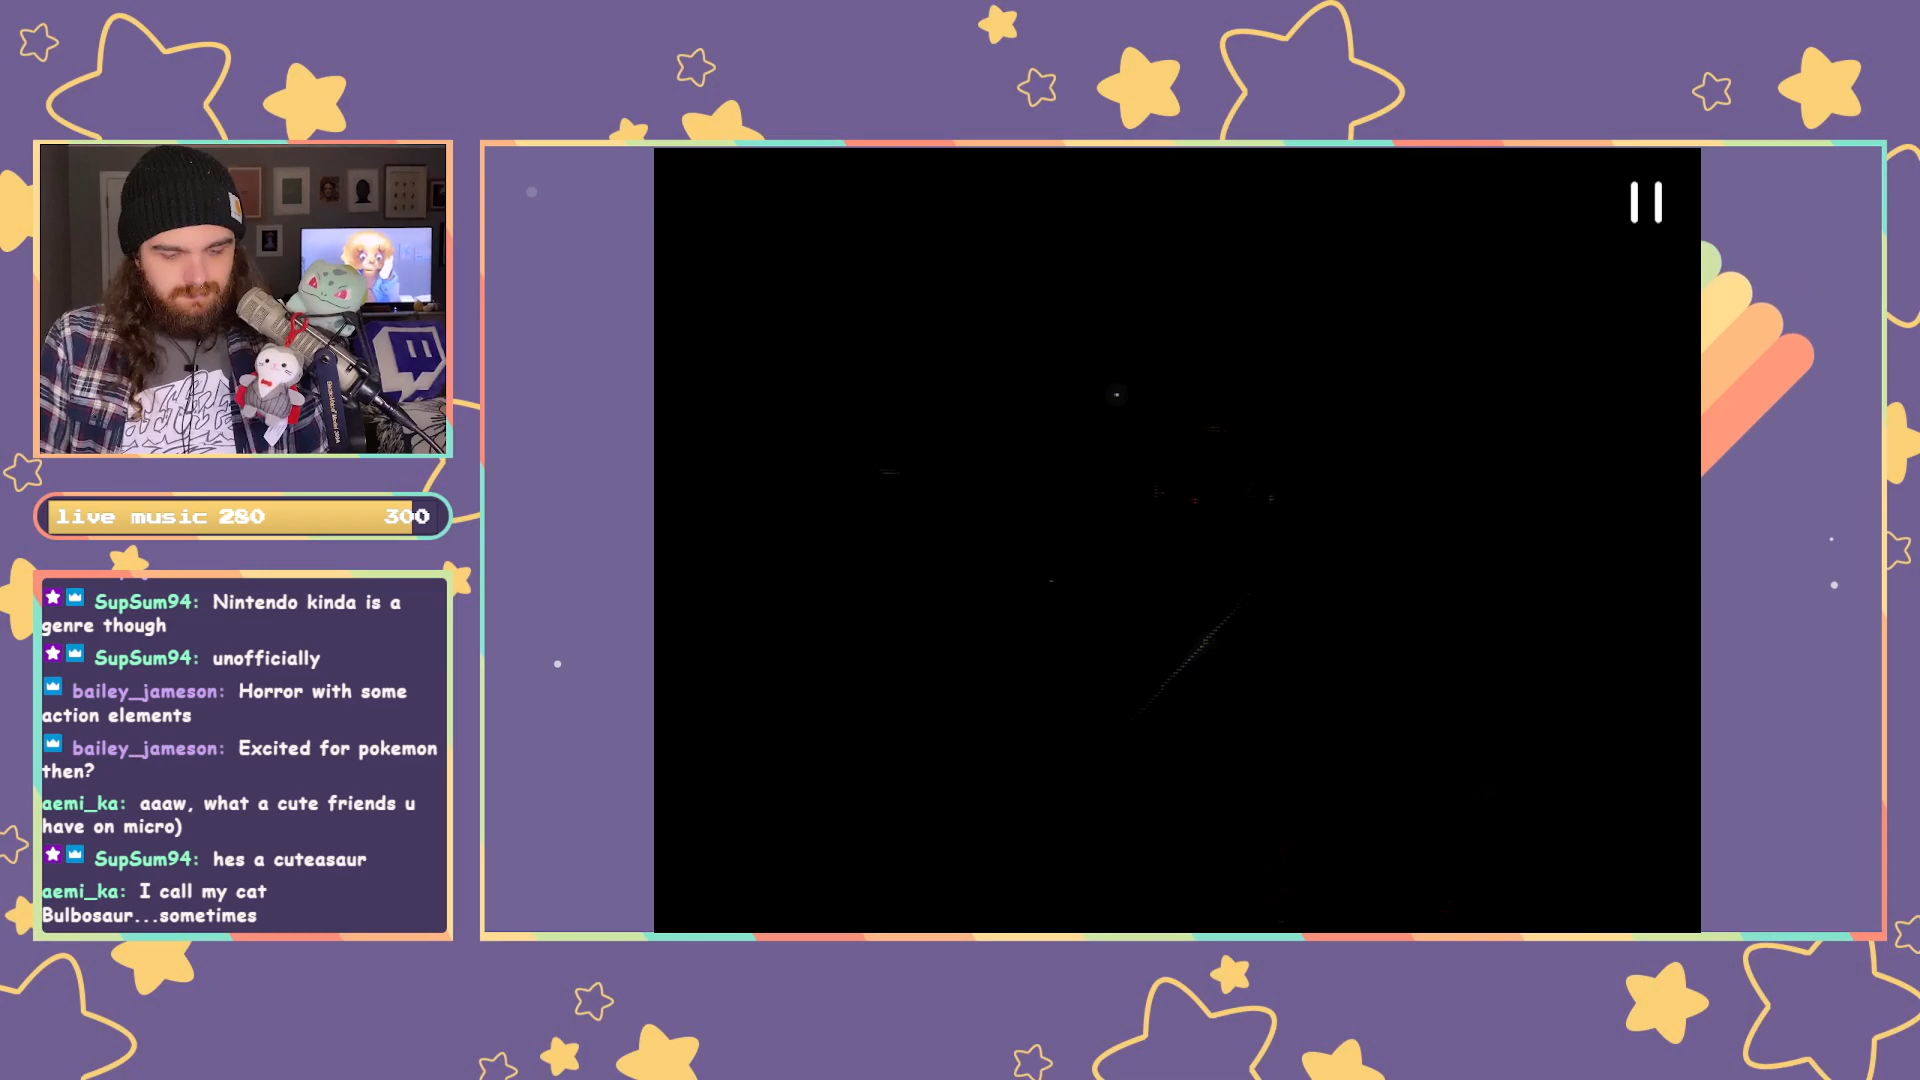 live music 280 300
SupSum94: Nintendo kinda is a
genre though
SupSum94: unofficially
bailey_jameson: Horror with some
action elements
bailey_jameson: Excited for pokemon
then?
aemi_ka: aaaw, what a cute friends u
have on micro)
SupSum94: hes a cuteasaur
aemi_ka: I call my cat
Bulbosaur...sometimes